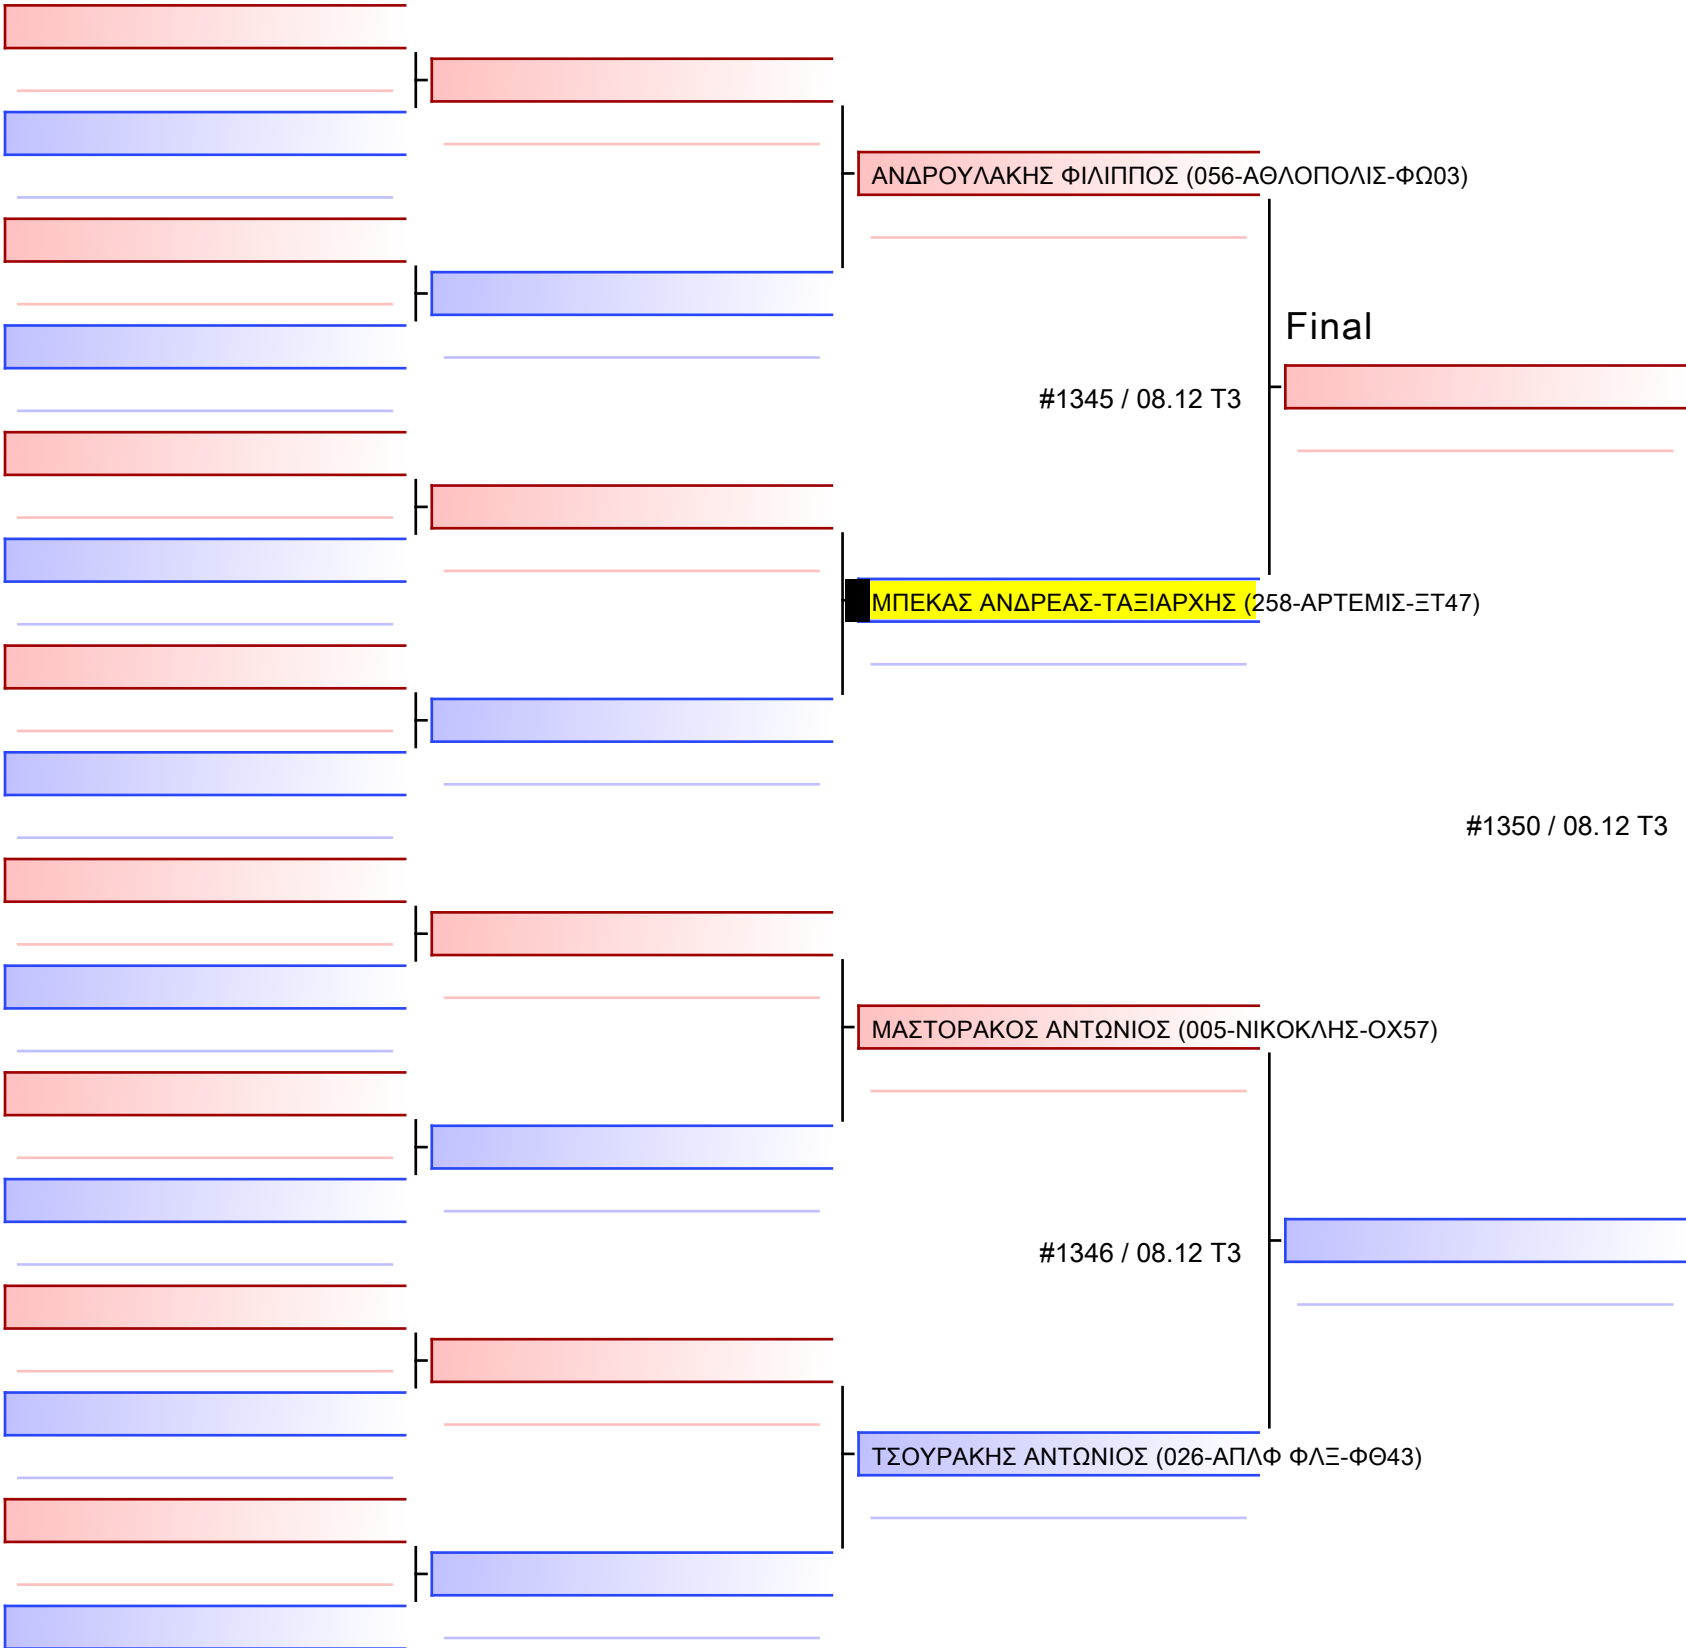 ΑΝΔΡΟΥΛΑΚΗΣ ΦΙΛΙΠΠΟΣ (056-ΑΘΛΟΠΟΛΙΣ-ΦΩ03)
Final
#1345 / 08.12 T3
ΜΠΕΚΑΣ ΑΝΔΡΕΑΣ-ΤΑΞΙΑΡΧΗΣ (258-ΑΡΤΕΜΙΣ-ΞΤ47)
#1350 / 08.12 T3
ΜΑΣΤΟΡΑΚΟΣ ΑΝΤΩΝΙΟΣ (005-ΝΙΚΟΚΛΗΣ-ΟΧ57)
#1346 / 08.12 T3
ΤΣΟΥΡΑΚΗΣ ΑΝΤΩΝΙΟΣ (026-ΑΠΛΦ ΦΛΞ-ΦΘ43)